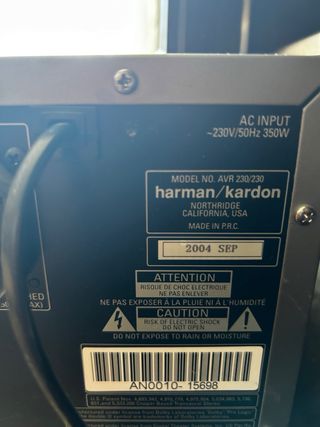 AC INPUT
~230V/50Hz 350W
MODEL NO. AVR 230/230
harman/kardon
NORTHRIDGE
CALIFORNIA, USA
MADE IN P.R.C.
2004 SEP
ATTENTION
RISQUE DE CHOC ELECTRIQUE
NE PAS ENLEVER
NE PAS EXPOSER À LA PLUIE NI À L'HUMIDITÉ
CAUTION
RISK OF ELECTRIC SHOCK
DO NOT OPEN
DO NOT EXPOSE TO RAIN OR MOISTURE
AN0010- 15698